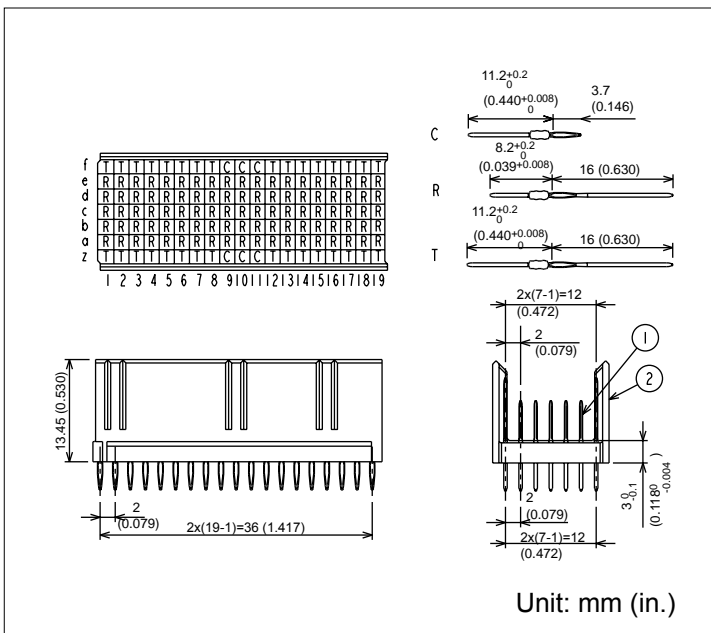 f T T T T T T T T C C C T T T T T T T T
e R R R R R R R R R R R R R R R R R R R
d R R R R R R R R R R R R R R R R R R R
c R R R R R R R R R R R R R R R R R R R
b R R R R R R R R R R R R R R R R R R R
a R R R R R R R R R R R R R R R R R R R
z T T T T T T T T C C C T T T T T T T T
1 2 3 4 5 6 7 8 9 10 11 12 13 14 15 16 17 18 19
11.2+0.2 0
(0.440+0.008 0)
3.7
(0.146)
C
8.2+0.2 0
(0.039+0.008)
16 (0.630)
R
11.2+0.2 0
(0.440+0.008 0)
16 (0.630)
T
13.45 (0.530)
2
(0.079)
2x(19-1)=36 (1.417)
2x(7-1)=12
(0.472)
2
(0.079)
1
2
3 0 -0.1
(0.118 0 -0.004)
2
(0.079)
2x(7-1)=12
(0.472)
Unit: mm (in.)